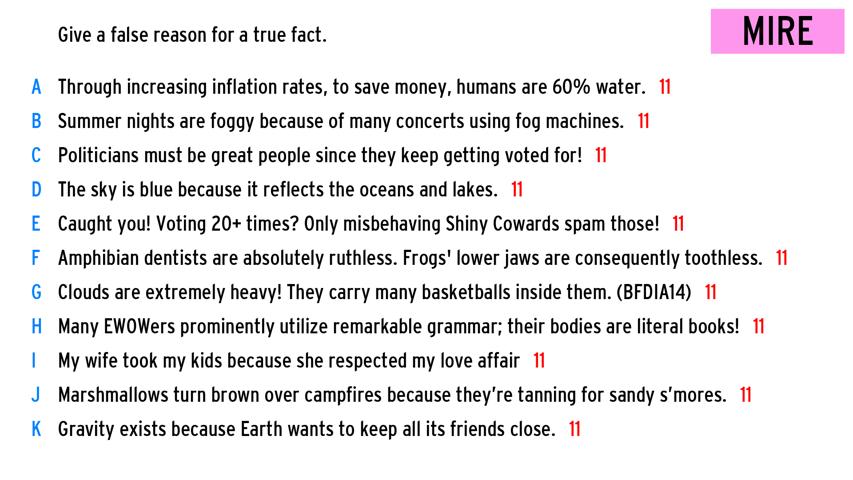 Give a false reason for a true fact.
MIRE
A Through increasing inflation rates, to save money, humans are 60% water. 11
B Summer nights are foggy because of many concerts using fog machines. 11
C Politicians must be great people since they keep getting voted for! 11
D The sky is blue because it reflects the oceans and lakes. 11
E Caught you! Voting 20+ times? Only misbehaving Shiny Cowards spam those! 11
F Amphibian dentists are absolutely ruthless. Frogs' lower jaws are consequently toothless. 11
G Clouds are extremely heavy! They carry many basketballs inside them. (BFDIA14) 11
H Many EWOWers prominently utilize remarkable grammar; their bodies are literal books! 11
I My wife took my kids because she respected my love affair 11
J Marshmallows turn brown over campfires because they’re tanning for sandy s’mores. 11
K Gravity exists because Earth wants to keep all its friends close. 11